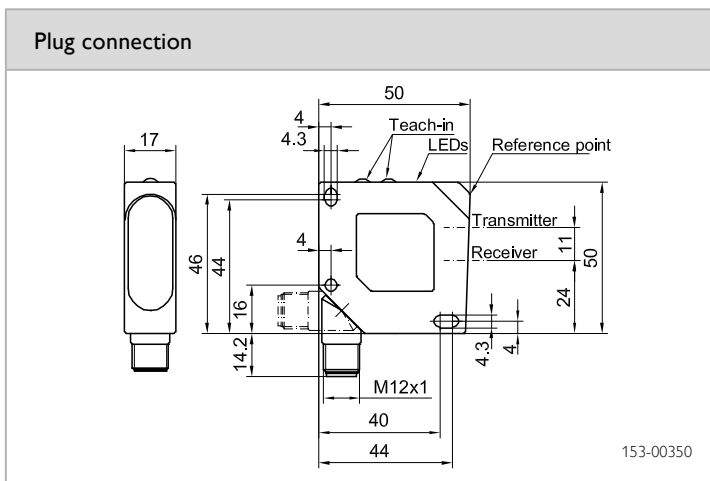 Plug connection
50
4
Teach-in
4.3
LEDs
Reference point
17
Transmitter
4
Receiver
11
50
46
44
16
24
14.2
4.3
4
M12x1
40
44
153-00350